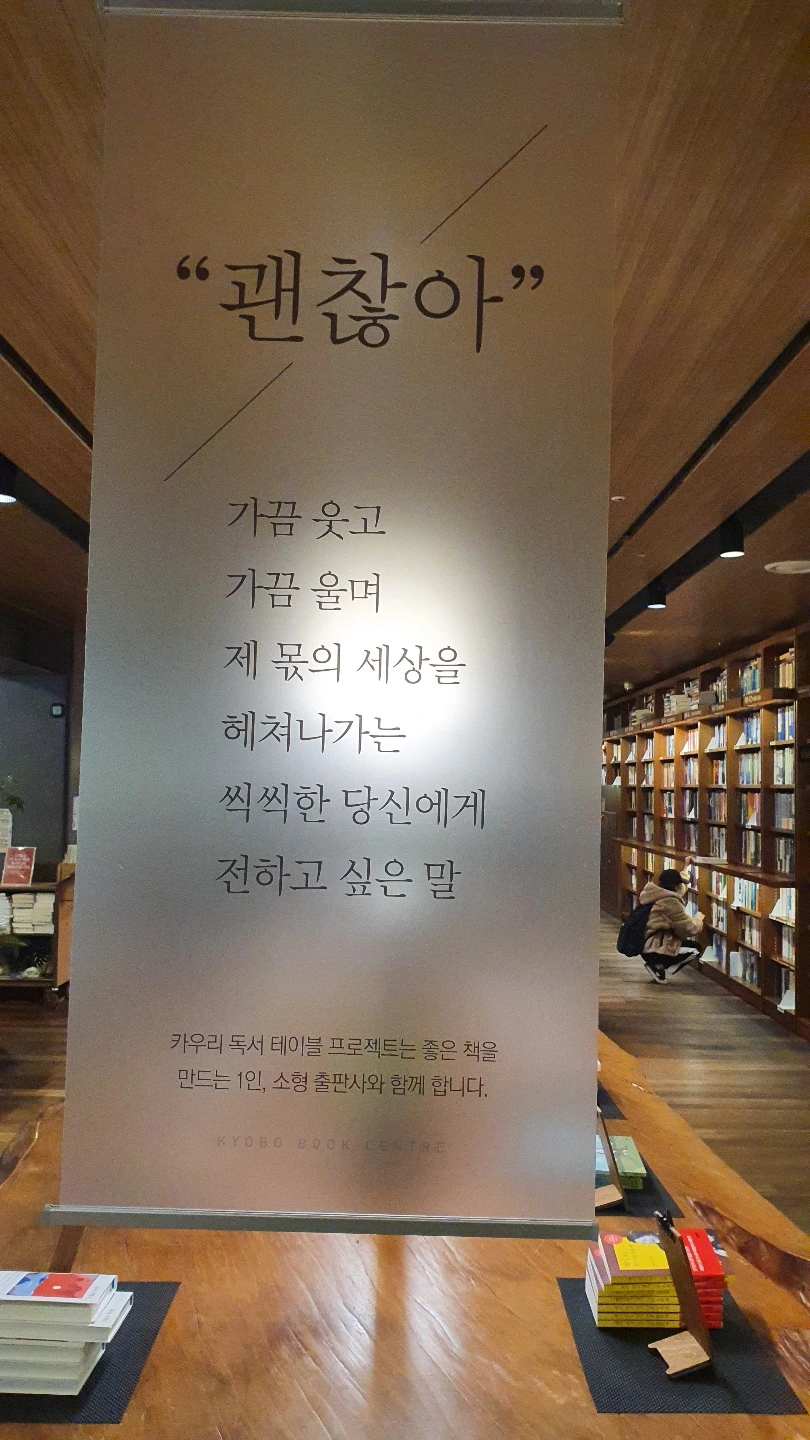 “괜찮아”
가끔 웃고
가끔 울며
제 몫의 세상을
헤쳐나가는
씩씩한 당신에게
전하고 싶은 말
카우리 독서 테이블 프로젝트는 좋은 책을
만드는 1인, 소형 출판사와 함께 합니다.
KYOBO BOOK CENTRE